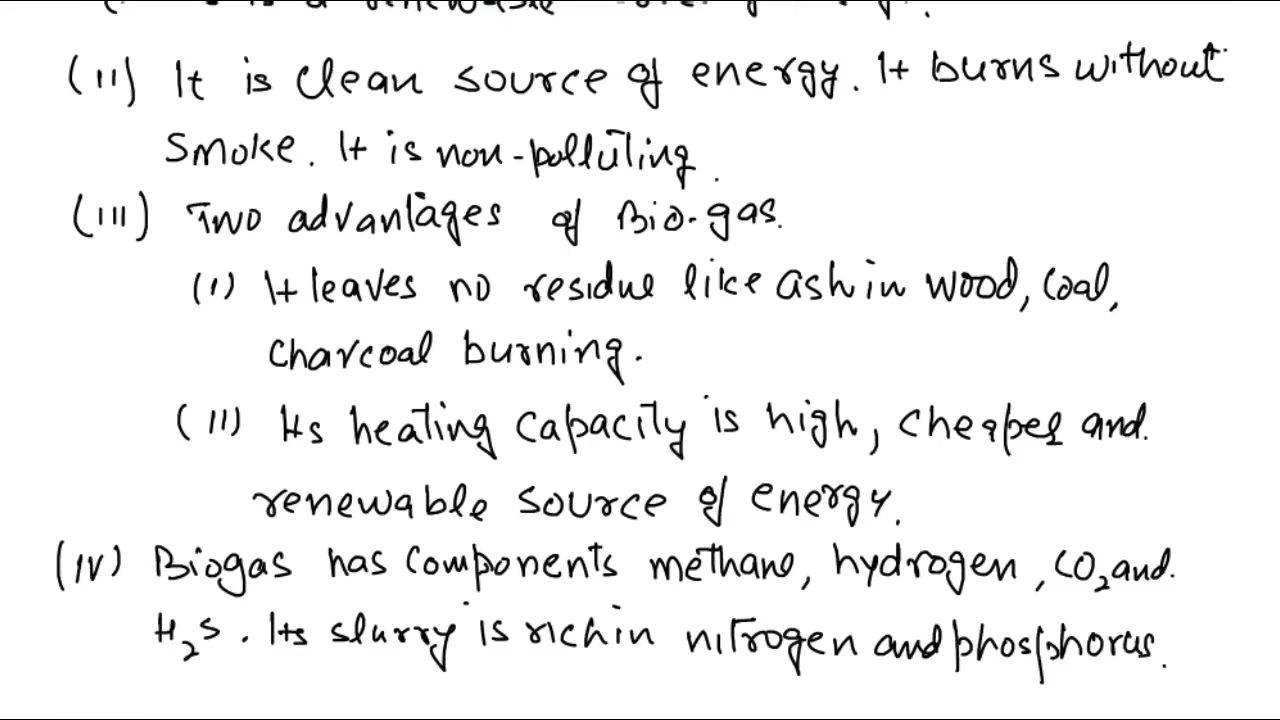 is a renewable
(II) It is clean source of energy. It burns without
smoke. It is non-polluting.
(III) Two advantages of Bio-gas.
(I) It leaves no residue like ash in wood, coal,
charcoal burning.
(II) Its heating capacity is high, cheaper and
renewable source of energy.
(IV) Biogas has components methane, hydrogen, CO₂ and
H₂S. Its slurry is rich in nitrogen and phosphorus.